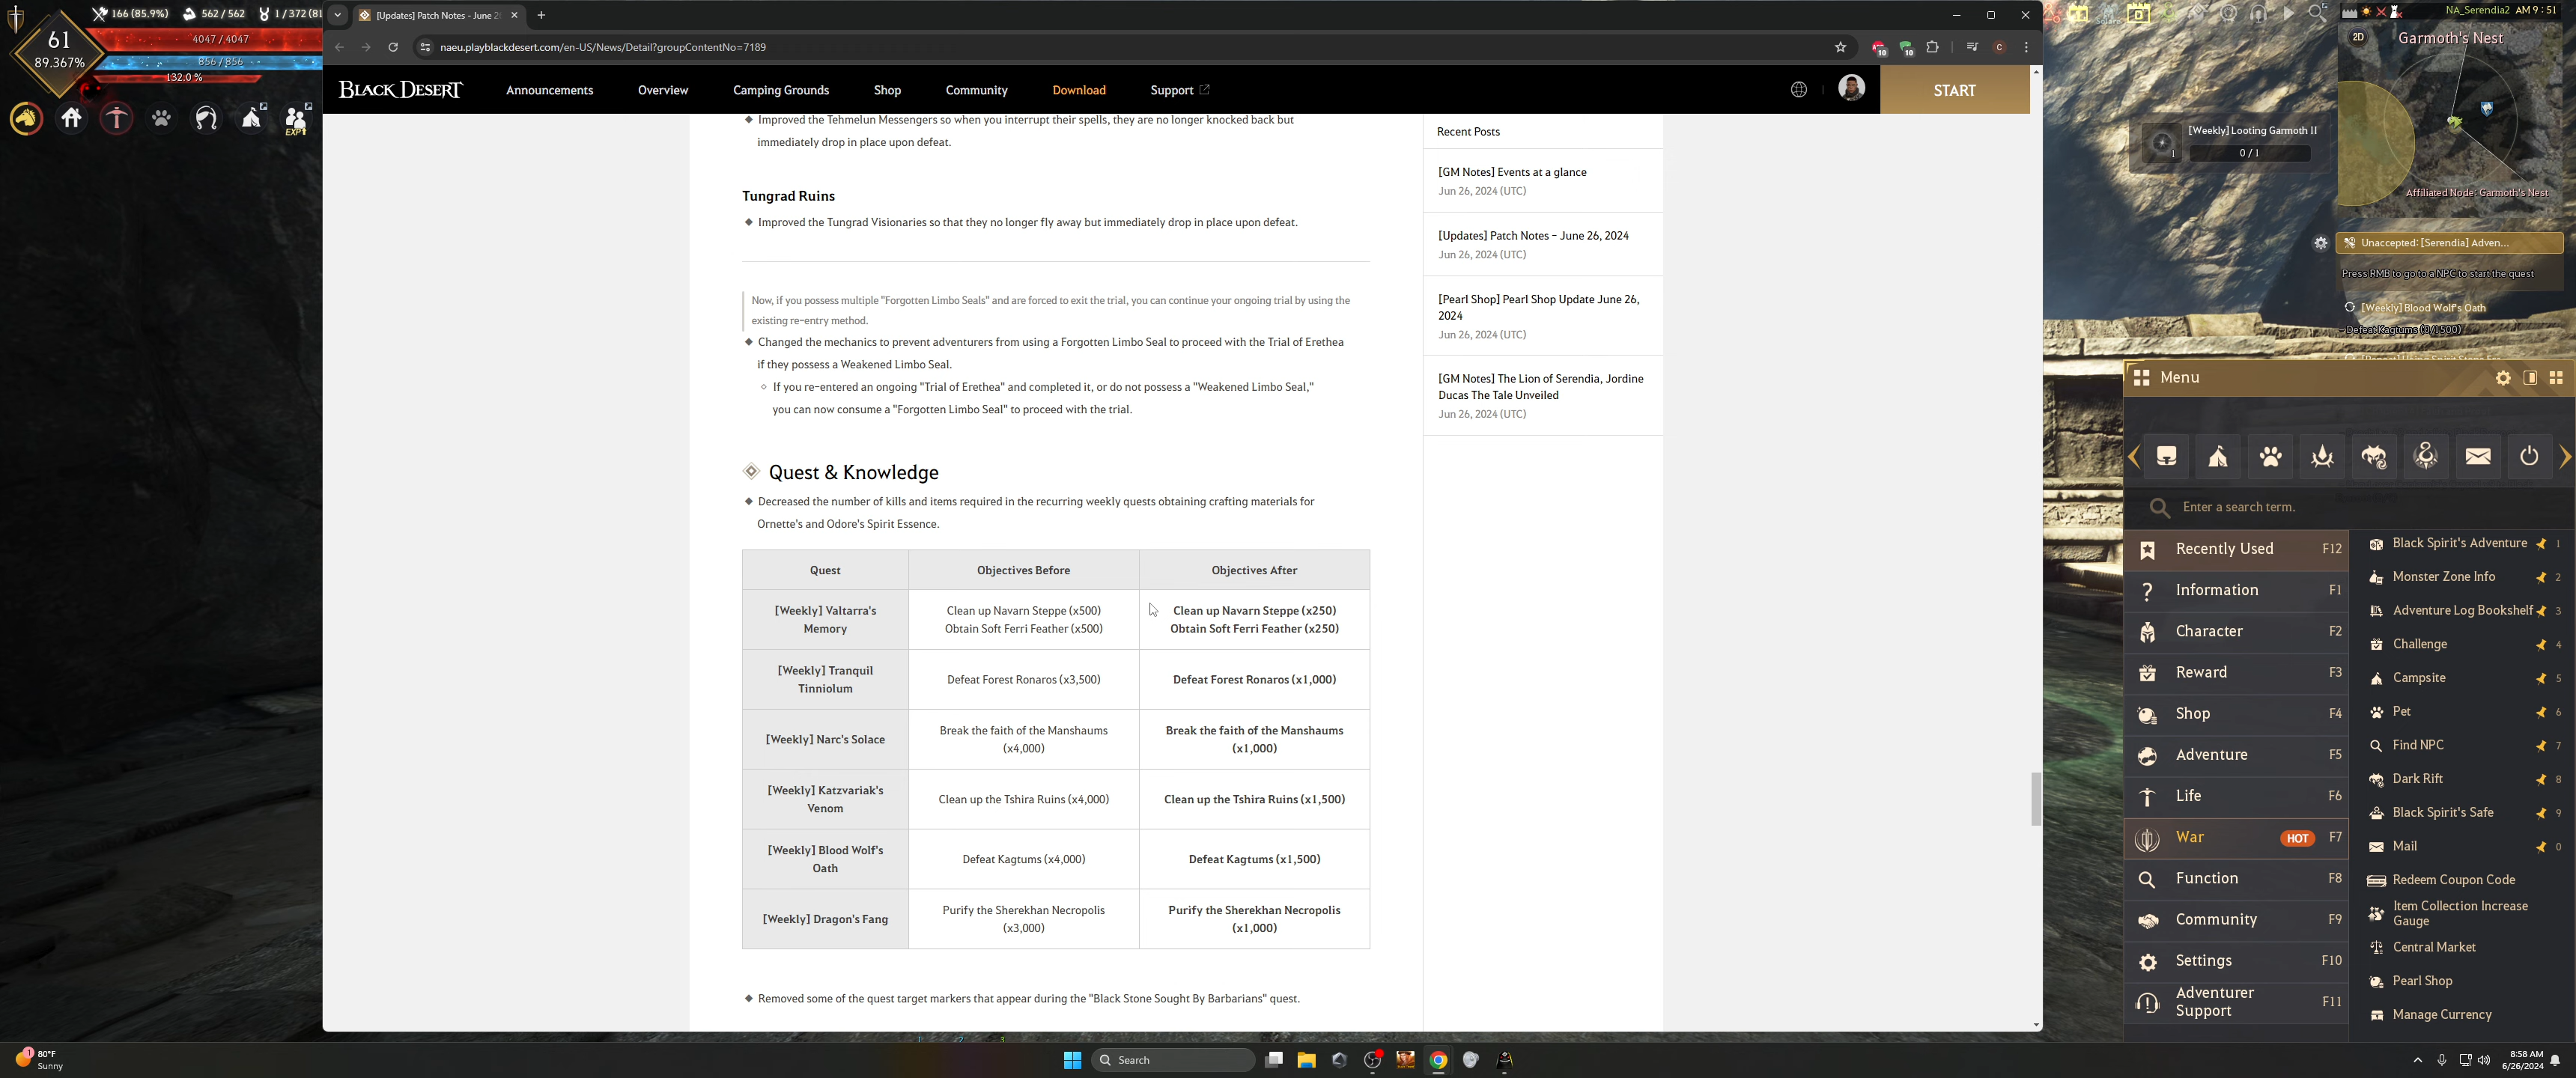 166 (85.9%) 562 / 562 1 / 372 (81
61
89.367%
4047 / 4047
856 / 856
132.0 %
EXP
[Updates] Patch Notes - June 2
naeu.playblackdesert.com/en-US/News/Detail?groupContentNo=7189
10 10 C
BLACK DESERT
Announcements Overview Camping Grounds Shop Community Download Support START
Improved the Tehmelun Messengers so when you interrupt their spells, they are no longer knocked back but
immediately drop in place upon defeat.
Tungrad Ruins
Improved the Tungrad Visionaries so that they no longer fly away but immediately drop in place upon defeat.
Now, if you possess multiple "Forgotten Limbo Seals" and are forced to exit the trial, you can continue your ongoing trial by using the
existing re-entry method.
Changed the mechanics to prevent adventurers from using a Forgotten Limbo Seal to proceed with the Trial of Erethea
if they possess a Weakened Limbo Seal.
If you re-entered an ongoing "Trial of Erethea" and completed it, or do not possess a "Weakened Limbo Seal,"
you can now consume a "Forgotten Limbo Seal" to proceed with the trial.
Quest & Knowledge
Decreased the number of kills and items required in the recurring weekly quests obtaining crafting materials for
Ornette's and Odore's Spirit Essence.
Quest Objectives Before Objectives After
[Weekly] Valtarra's
Memory
Clean up Navarn Steppe (x500)
Obtain Soft Ferri Feather (x500)
Clean up Navarn Steppe (x250)
Obtain Soft Ferri Feather (x250)
[Weekly] Tranquil
Tinniolum
Defeat Forest Ronaros (x3,500)
Defeat Forest Ronaros (x1,000)
[Weekly] Narc's Solace
Break the faith of the Manshaums
(x4,000)
Break the faith of the Manshaums
(x1,000)
[Weekly] Katzvariak's
Venom
Clean up the Tshira Ruins (x4,000)
Clean up the Tshira Ruins (x1,500)
[Weekly] Blood Wolf's
Oath
Defeat Kagtums (x4,000)
Defeat Kagtums (x1,500)
[Weekly] Dragon's Fang
Purify the Sherekhan Necropolis
(x3,000)
Purify the Sherekhan Necropolis
(x1,000)
Removed some of the quest target markers that appear during the "Black Stone Sought By Barbarians" quest.
Recent Posts
[GM Notes] Events at a glance
Jun 26, 2024 (UTC)
[Updates] Patch Notes - June 26, 2024
Jun 26, 2024 (UTC)
[Pearl Shop] Pearl Shop Update June 26,
2024
Jun 26, 2024 (UTC)
[GM Notes] The Lion of Serendia, Jordine
Ducas The Tale Unveiled
Jun 26, 2024 (UTC)
NA_Serendia2 AM 9 : 51
2D Garmoth's Nest
[Weekly] Looting Garmoth II
1
0 / 1
Affiliated Node: Garmoth's Nest
Unaccepted: [Serendia] Adven...
Press RMB to go to a NPC to start the quest
[Weekly] Blood Wolf's Oath
- Defeat Kagtums (0/1500)
Menu
Enter a search term.
Recently Used F12
Information F1
Character F2
Reward F3
Shop F4
Adventure F5
Life F6
War HOT F7
Function F8
Community F9
Settings F10
Adventurer
Support F11
Black Spirit's Adventure 1
Monster Zone Info 2
Adventure Log Bookshelf 3
Challenge 4
Campsite 5
Pet 6
Find NPC 7
Dark Rift 8
Black Spirit's Safe 9
Mail 0
Redeem Coupon Code
Item Collection Increase
Gauge
Central Market
Pearl Shop
Manage Currency
1 2 3
1
80°F
Sunny
Search
8:58 AM
6/26/2024